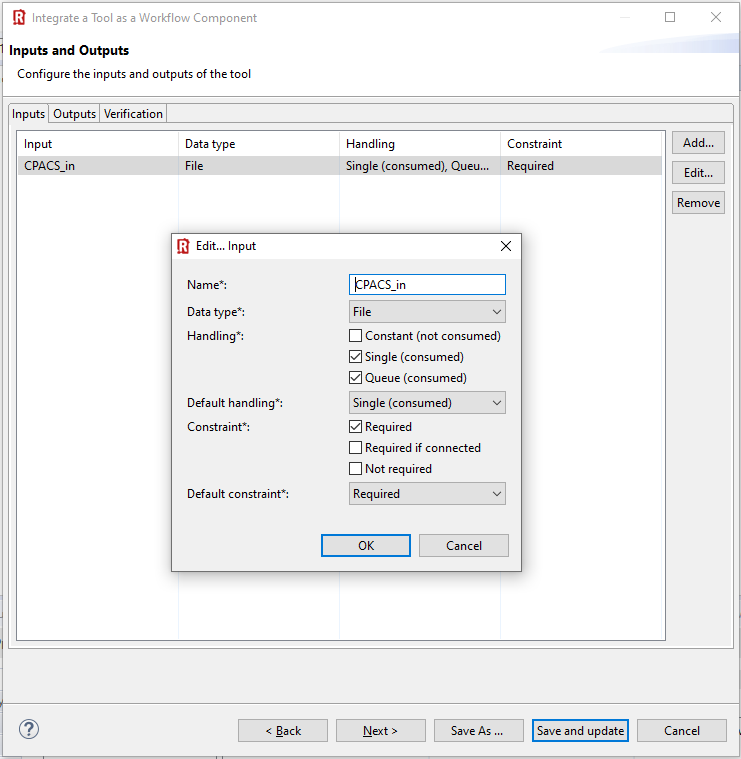 Integrate a Tool as a Workflow Component
Inputs and Outputs
Configure the inputs and outputs of the tool
Inputs Outputs Verification
Input Data type Handling Constraint
CPACS_in File Single (consumed), Queu... Required
Add...
Edit...
Remove
Edit... Input
Name*: CPACS_in
Data type*: File
Handling*: Constant (not consumed)
Single (consumed)
Queue (consumed)
Default handling*: Single (consumed)
Constraint*: Required
Required if connected
Not required
Default constraint*: Required
OK Cancel
? < Back Next > Save As ... Save and update Cancel